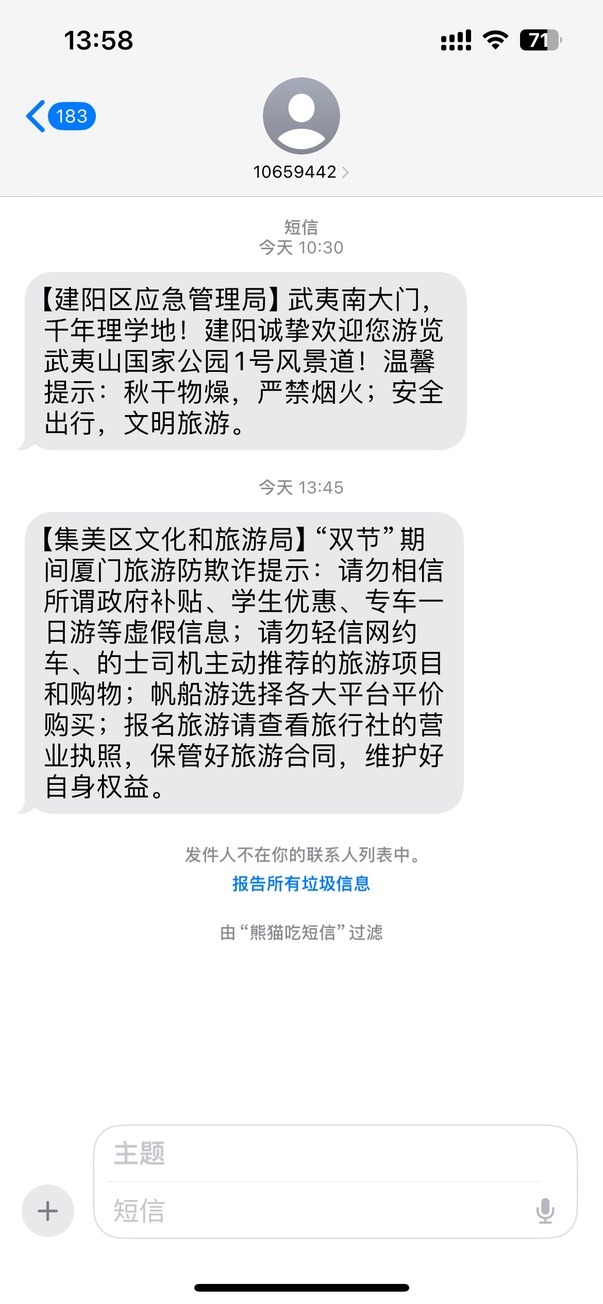 13:58
71
183
10659442
短信
今天 10:30
【建阳区应急管理局】武夷南大门，
千年理学地！建阳诚挚欢迎您游览
武夷山国家公园1号风景道！温馨
提示：秋干物燥，严禁烟火；安全
出行，文明旅游。
今天 13:45
【集美区文化和旅游局】“双节”期
间厦门旅游防欺诈提示：请勿相信
所谓政府补贴、学生优惠、专车一
日游等虚假信息；请勿轻信网约
车、的士司机主动推荐的旅游项目
和购物；帆船游选择各大平台平价
购买；报名旅游请查看旅行社的营
业执照，保管好旅游合同，维护好
自身权益。
发件人不在你的联系人列表中。
报告所有垃圾信息
由“熊猫吃短信”过滤
主题
短信